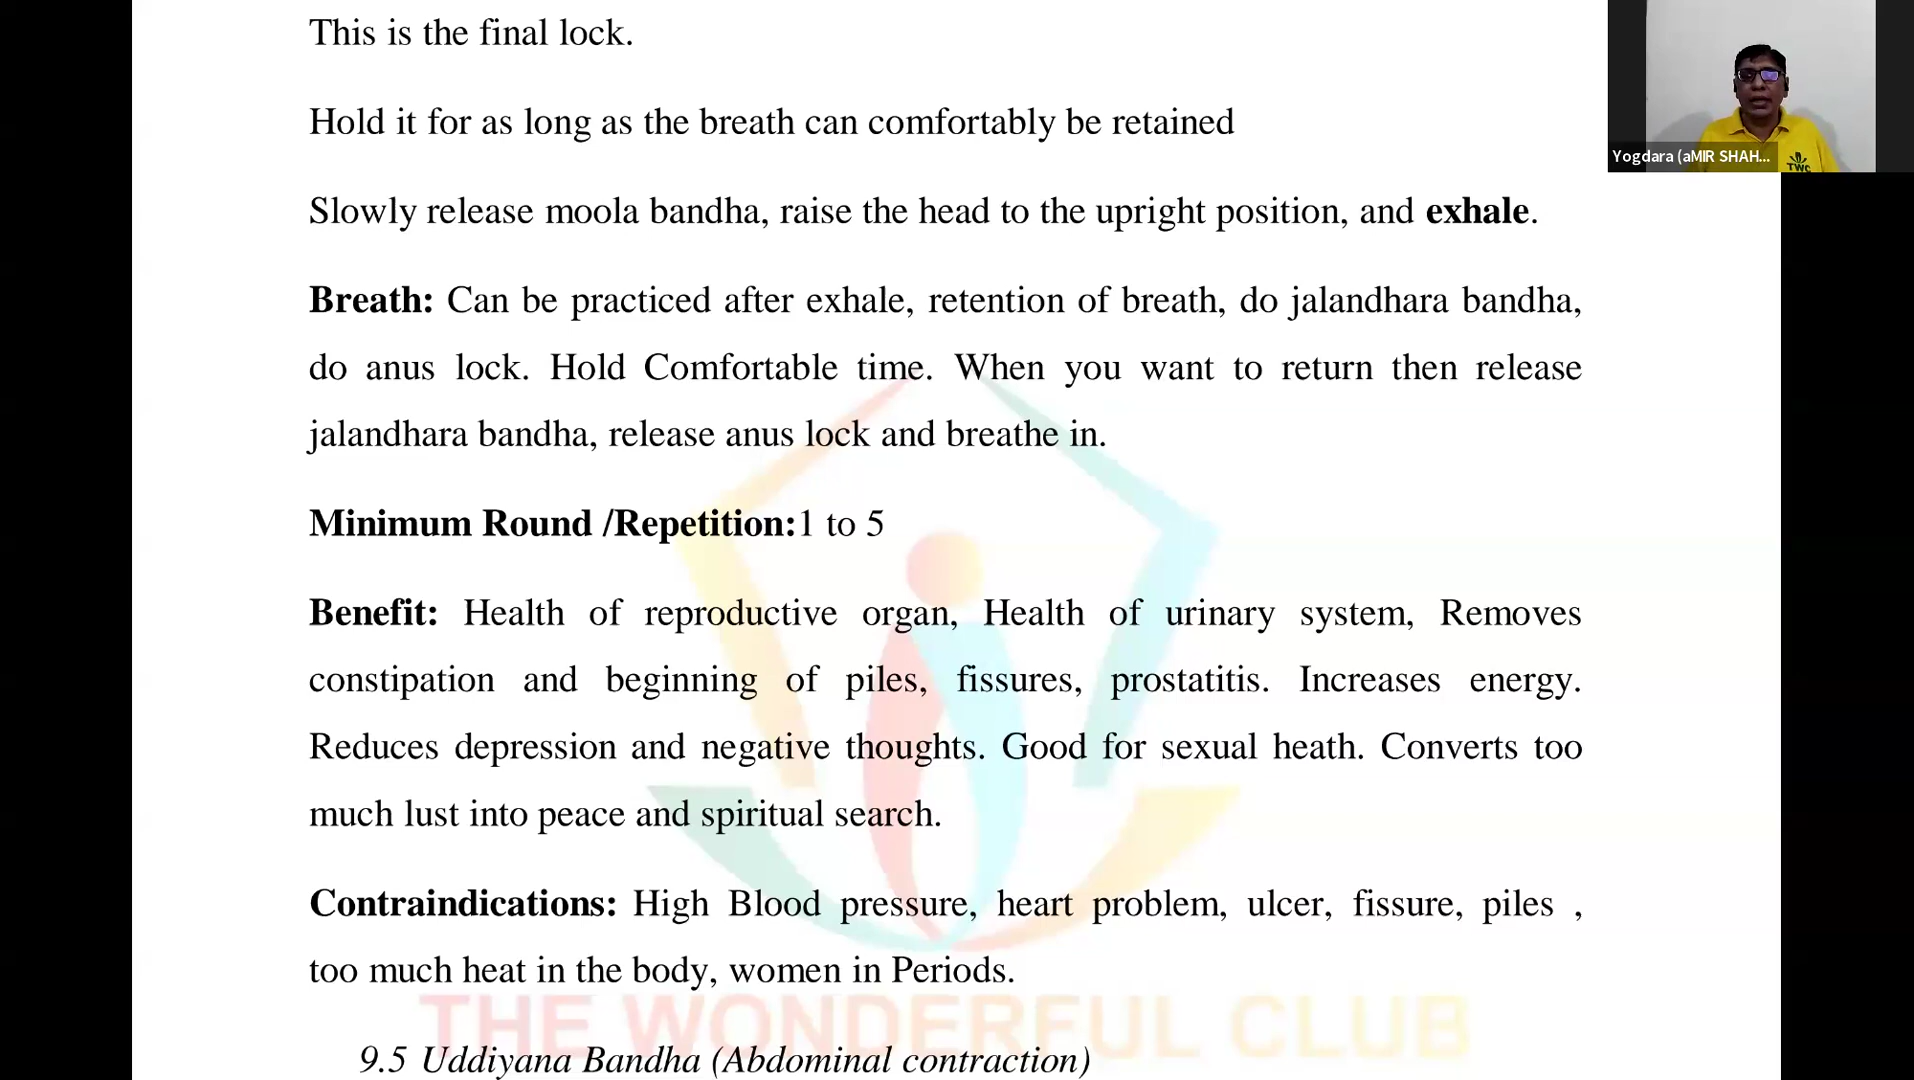 This is the final lock.
Hold it for as long as the breath can comfortably be retained
Slowly release moola bandha, raise the head to the upright position, and exhale.
Breath: Can be practiced after exhale, retention of breath, do jalandhara bandha,
do anus lock. Hold Comfortable time. When you want to return then release
jalandhara bandha, release anus lock and breathe in.
Minimum Round /Repetition:1 to 5
Benefit: Health of reproductive organ, Health of urinary system, Removes
constipation and beginning of piles, fissures, prostatitis. Increases energy.
Reduces depression and negative thoughts. Good for sexual heath. Converts too
much lust into peace and spiritual search.
Contraindications: High Blood pressure, heart problem, ulcer, fissure, piles ,
too much heat in the body, women in Periods.
THE WONDERFUL CLUB
9.5 Uddiyana Bandha (Abdominal contraction)
Yogdara (aMIR SHAH...
TWC